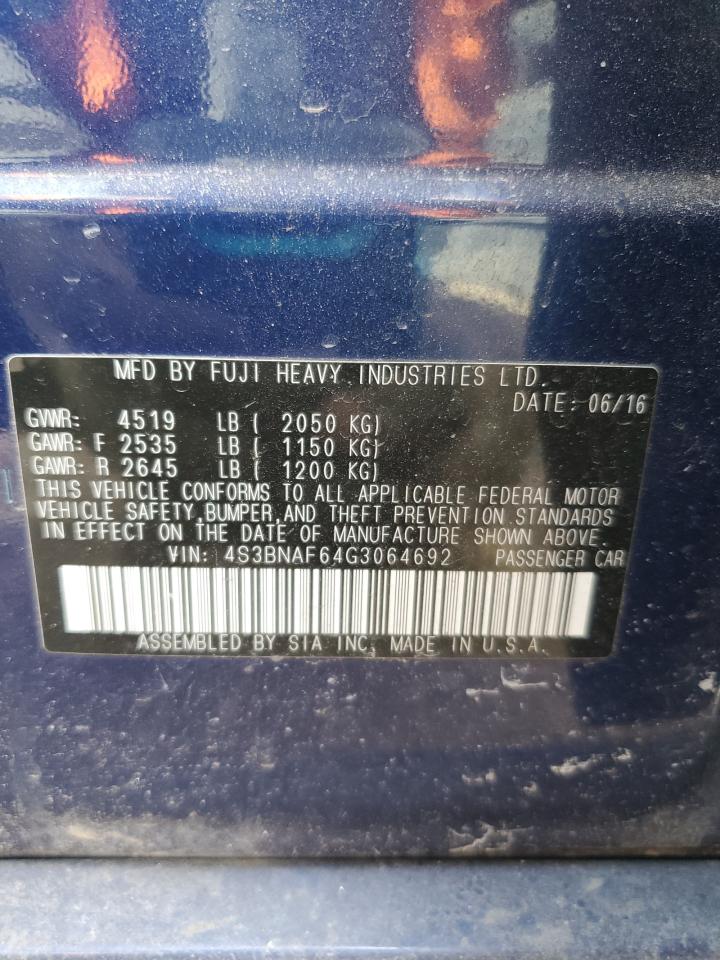 MFD BY FUJI HEAVY INDUSTRIES LTD.
DATE: 06/16
GVWR: 4519 LB ( 2050 KG)
GAWR: F 2535 LB ( 1150 KG)
GAWR: R 2645 LB ( 1200 KG)
THIS VEHICLE CONFORMS TO ALL APPLICABLE FEDERAL MOTOR
VEHICLE SAFETY, BUMPER, AND THEFT PREVENTION STANDARDS
IN EFFECT ON THE DATE OF MANUFACTURE SHOWN ABOVE.
VIN: 4S3BNAF64G3064692 PASSENGER CAR
ASSEMBLED BY SIA INC. MADE IN U.S.A.